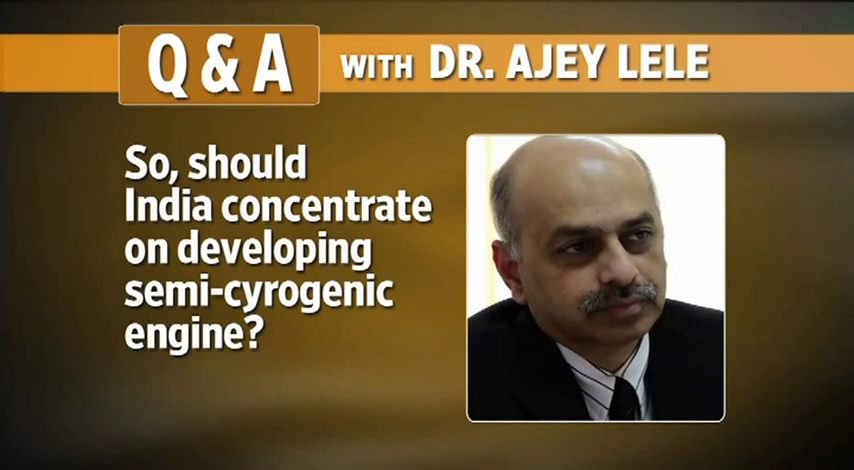 Q & A WITH DR. AJEY LELE
So, should
India concentrate
on developing
semi-cyrogenic
engine?